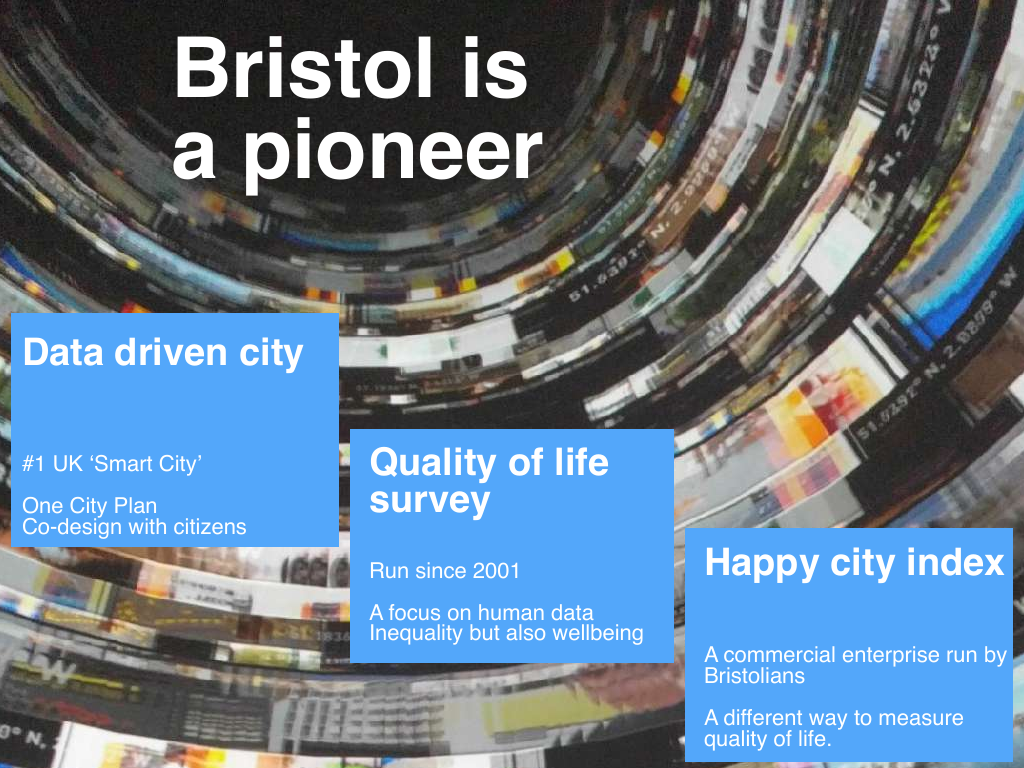 Bristol is
a pioneer
Data driven city
#1 UK ‘Smart City’
One City Plan
Co-design with citizens
Quality of life
survey
Run since 2001
A focus on human data
Inequality but also wellbeing
Happy city index
A commercial enterprise run by
Bristolians
A different way to measure
quality of life.